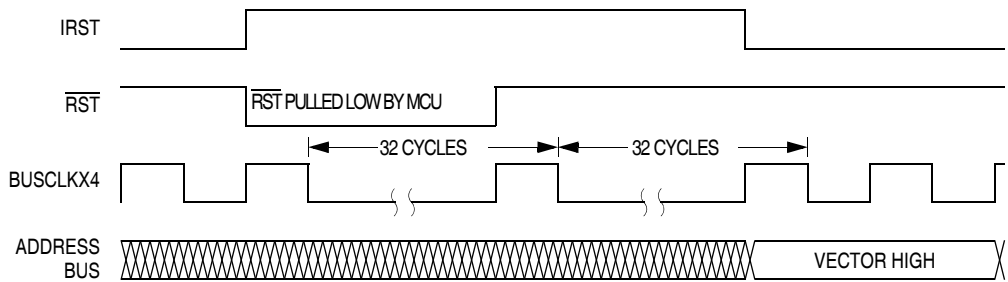 IRST
RST
RST PULLED LOW BY MCU
32 CYCLES
32 CYCLES
BUSCLKX4
ADDRESS
BUS
VECTOR HIGH